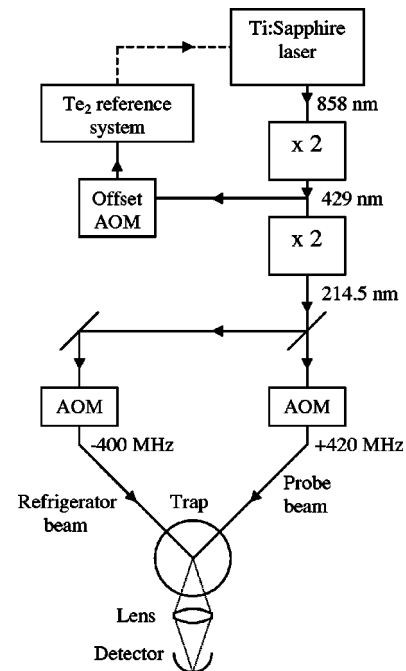 Ti:Sapphire
laser
Te₂ reference
system
858 nm
x 2
Offset
AOM
429 nm
x 2
214.5 nm
AOM
AOM
-400 MHz
+420 MHz
Refrigerator
beam
Trap
Probe
beam
Lens
Detector